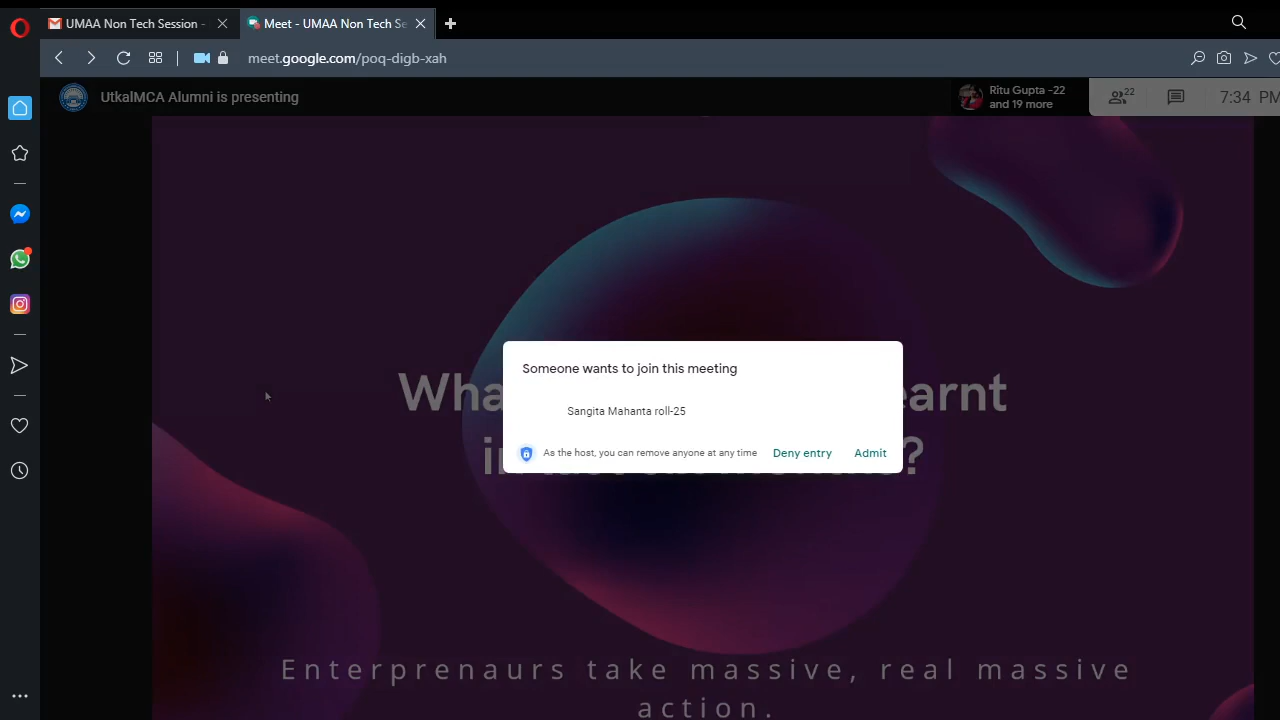 UMAA Non Tech Session -
Meet - UMAA Non Tech Se
meet.google.com/poq-digb-xah
UtkalMCA Alumni is presenting
Ritu Gupta -22
and 19 more
22
7:34 PM
Someone wants to join this meeting
Sangita Mahanta roll-25
As the host, you can remove anyone at any time
Deny entry
Admit
Enterprenaurs take massive, real massive
action.